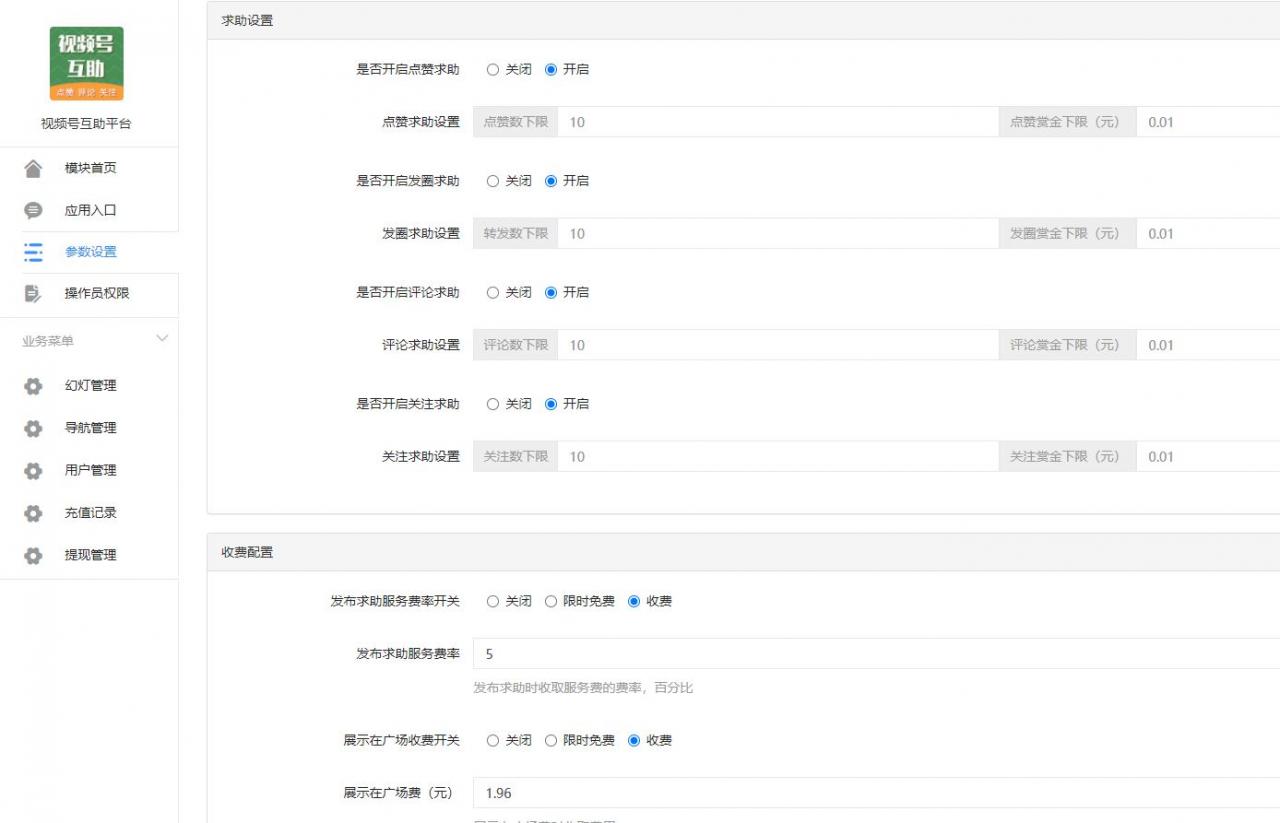 视频号
互助
点赞 评论 关注
视频号互助平台
模块首页
应用入口
参数设置
操作员权限
业务菜单
幻灯管理
导航管理
用户管理
充值记录
提现管理
求助设置
是否开启点赞求助 关闭 开启
点赞求助设置 点赞数下限 10 点赞赏金下限（元） 0.01
是否开启发圈求助 关闭 开启
发圈求助设置 转发数下限 10 发圈赏金下限（元） 0.01
是否开启评论求助 关闭 开启
评论求助设置 评论数下限 10 评论赏金下限（元） 0.01
是否开启关注求助 关闭 开启
关注求助设置 关注数下限 10 关注赏金下限（元） 0.01
收费配置
发布求助服务费率开关 关闭 限时免费 收费
发布求助服务费率 5
发布求助时收取服务费的费率，百分比
展示在广场收费开关 关闭 限时免费 收费
展示在广场费（元） 1.96